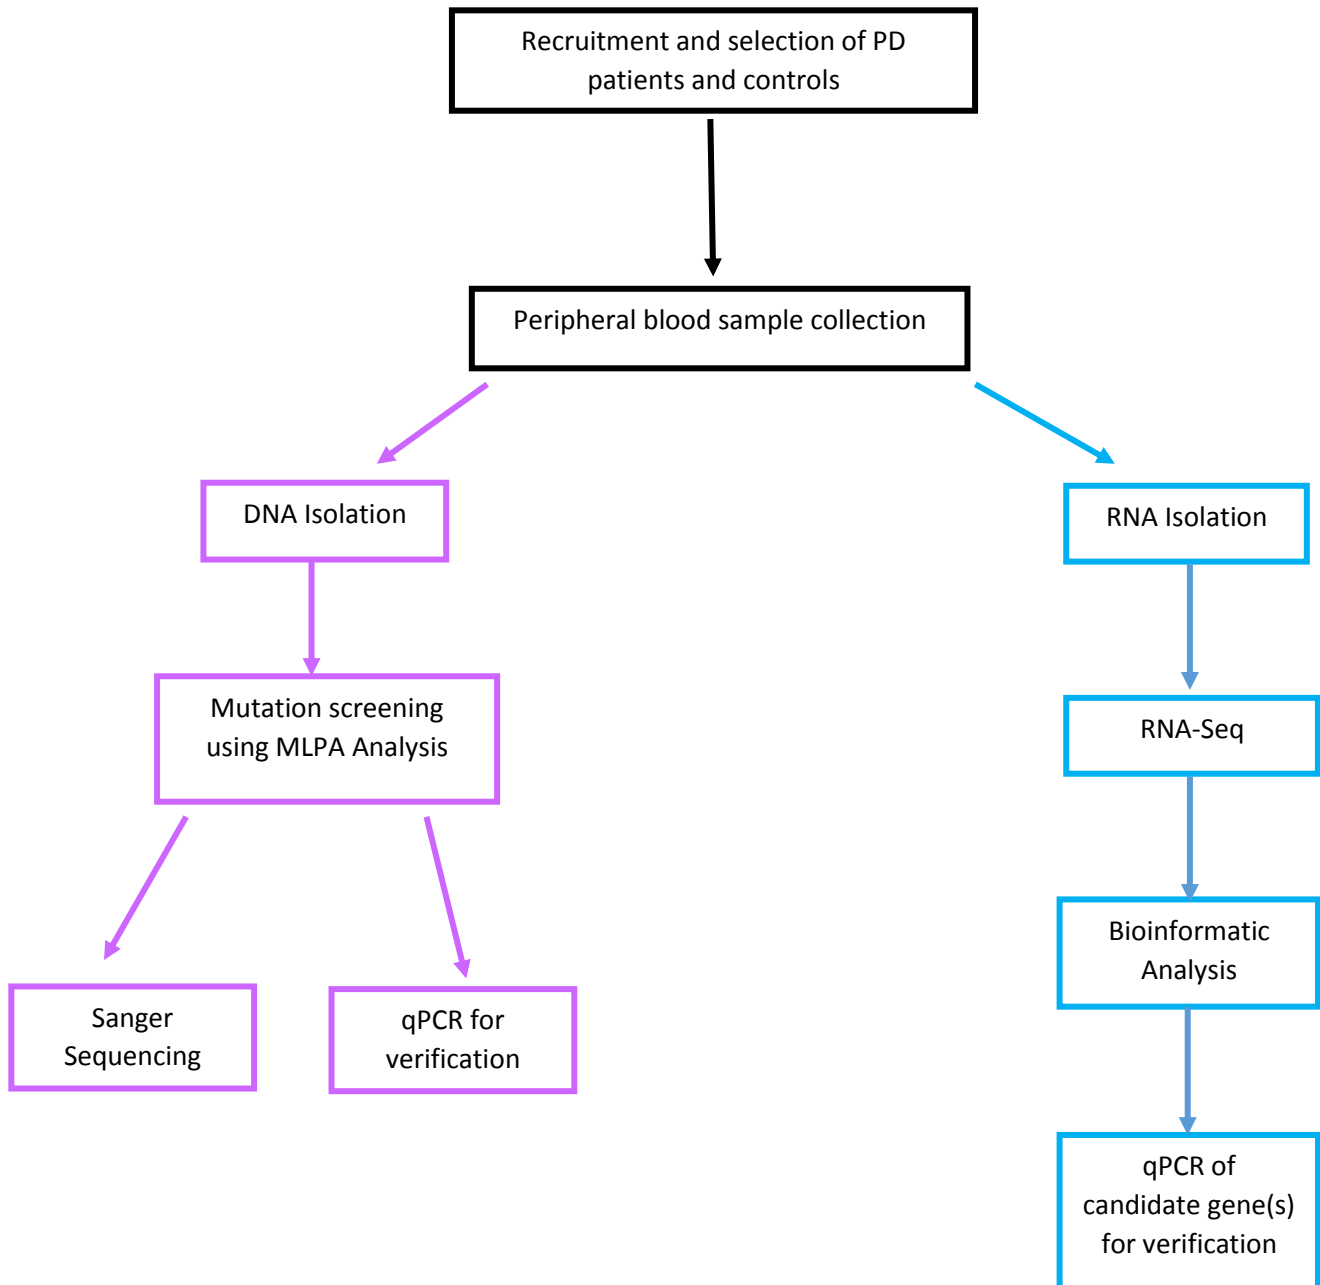 Recruitment and selection of PD
patients and controls
Peripheral blood sample collection
DNA Isolation
RNA Isolation
Mutation screening
using MLPA Analysis
RNA-Seq
Bioinformatic
Analysis
Sanger
Sequencing
qPCR for
verification
qPCR of
candidate gene(s)
for verification